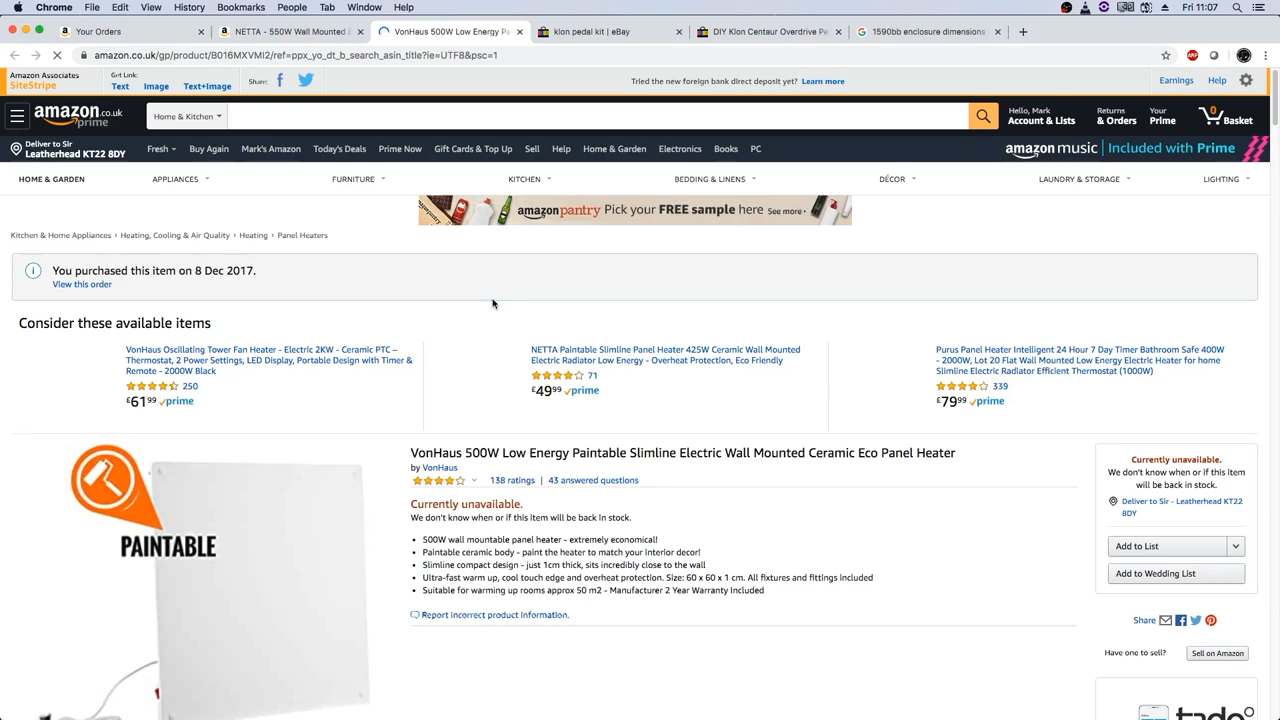 Chrome File Edit View History Bookmarks People Tab Window Help Fri 11:07
Your Orders NETTA - 550W Wall Mounted VonHaus 500W Low Energy Pa klon pedal kit | eBay DIY Klon Centaur Overdrive Pe 1590bb enclosure dimensions
amazon.co.uk/gp/product/B016MXVMI2/ref=ppx_yo_dt_b_search_asin_title?ie=UTF8&psc=1
Amazon Associates
SiteStripe
Get Link:
Text Image Text+Image
Share:
Tried the new foreign bank direct deposit yet? Learn more
Earnings Help
amazon.co.uk
prime
Home & Kitchen
Hello, Mark
Account & Lists
Returns
& Orders
Your
Prime
0
Basket
Deliver to Sir
Leatherhead KT22 8DY
Fresh Buy Again Mark's Amazon Today's Deals Prime Now Gift Cards & Top Up Sell Help Home & Garden Electronics Books PC
amazon music | Included with Prime
HOME & GARDEN APPLIANCES FURNITURE KITCHEN BEDDING & LINENS DÉCOR LAUNDRY & STORAGE LIGHTING
amazonpantry Pick your FREE sample here See more
Kitchen & Home Appliances › Heating, Cooling & Air Quality › Heating › Panel Heaters
You purchased this item on 8 Dec 2017.
View this order
Consider these available items
VonHaus Oscillating Tower Fan Heater - Electric 2KW - Ceramic PTC –
Thermostat, 2 Power Settings, LED Display, Portable Design with Timer &
Remote - 2000W Black
250
£61.99 prime
NETTA Paintable Slimline Panel Heater 425W Ceramic Wall Mounted
Electric Radiator Low Energy - Overheat Protection, Eco Friendly
71
£49.99 prime
Purus Panel Heater Intelligent 24 Hour 7 Day Timer Bathroom Safe 400W
- 2000W, Lot 20 Flat Wall Mounted Low Energy Electric Heater for home
Slimline Electric Radiator Efficient Thermostat (1000W)
339
£79.99 prime
PAINTABLE
VonHaus 500W Low Energy Paintable Slimline Electric Wall Mounted Ceramic Eco Panel Heater
by VonHaus
138 ratings | 43 answered questions
Currently unavailable.
We don't know when or if this item will be back in stock.
• 500W wall mountable panel heater - extremely economical!
• Paintable ceramic body - paint the heater to match your interior decor!
• Slimline compact design - just 1cm thick, sits incredibly close to the wall
• Ultra-fast warm up, cool touch edge and overheat protection. Size: 60 x 60 x 1 cm. All fixtures and fittings included
• Suitable for warming up rooms approx 50 m2 - Manufacturer 2 Year Warranty Included
Report incorrect product information.
Currently unavailable.
We don't know when or if this item
will be back in stock.
Deliver to Sir - Leatherhead KT22
8DY
Add to List
Add to Wedding List
Share
Have one to sell? Sell on Amazon
tado